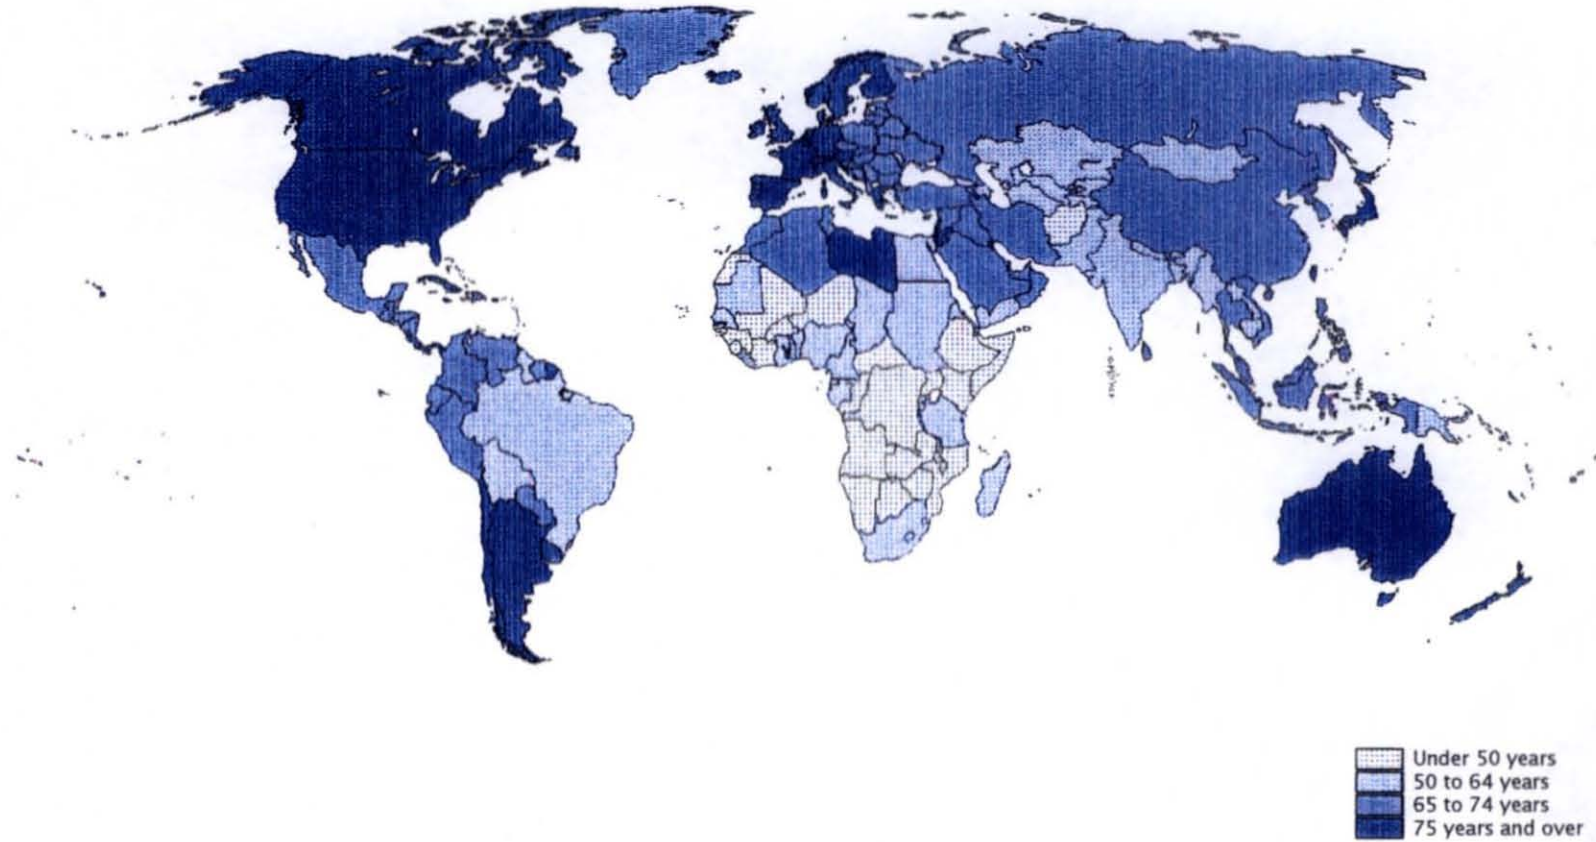 Under 50 years
50 to 64 years
65 to 74 years
75 years and over